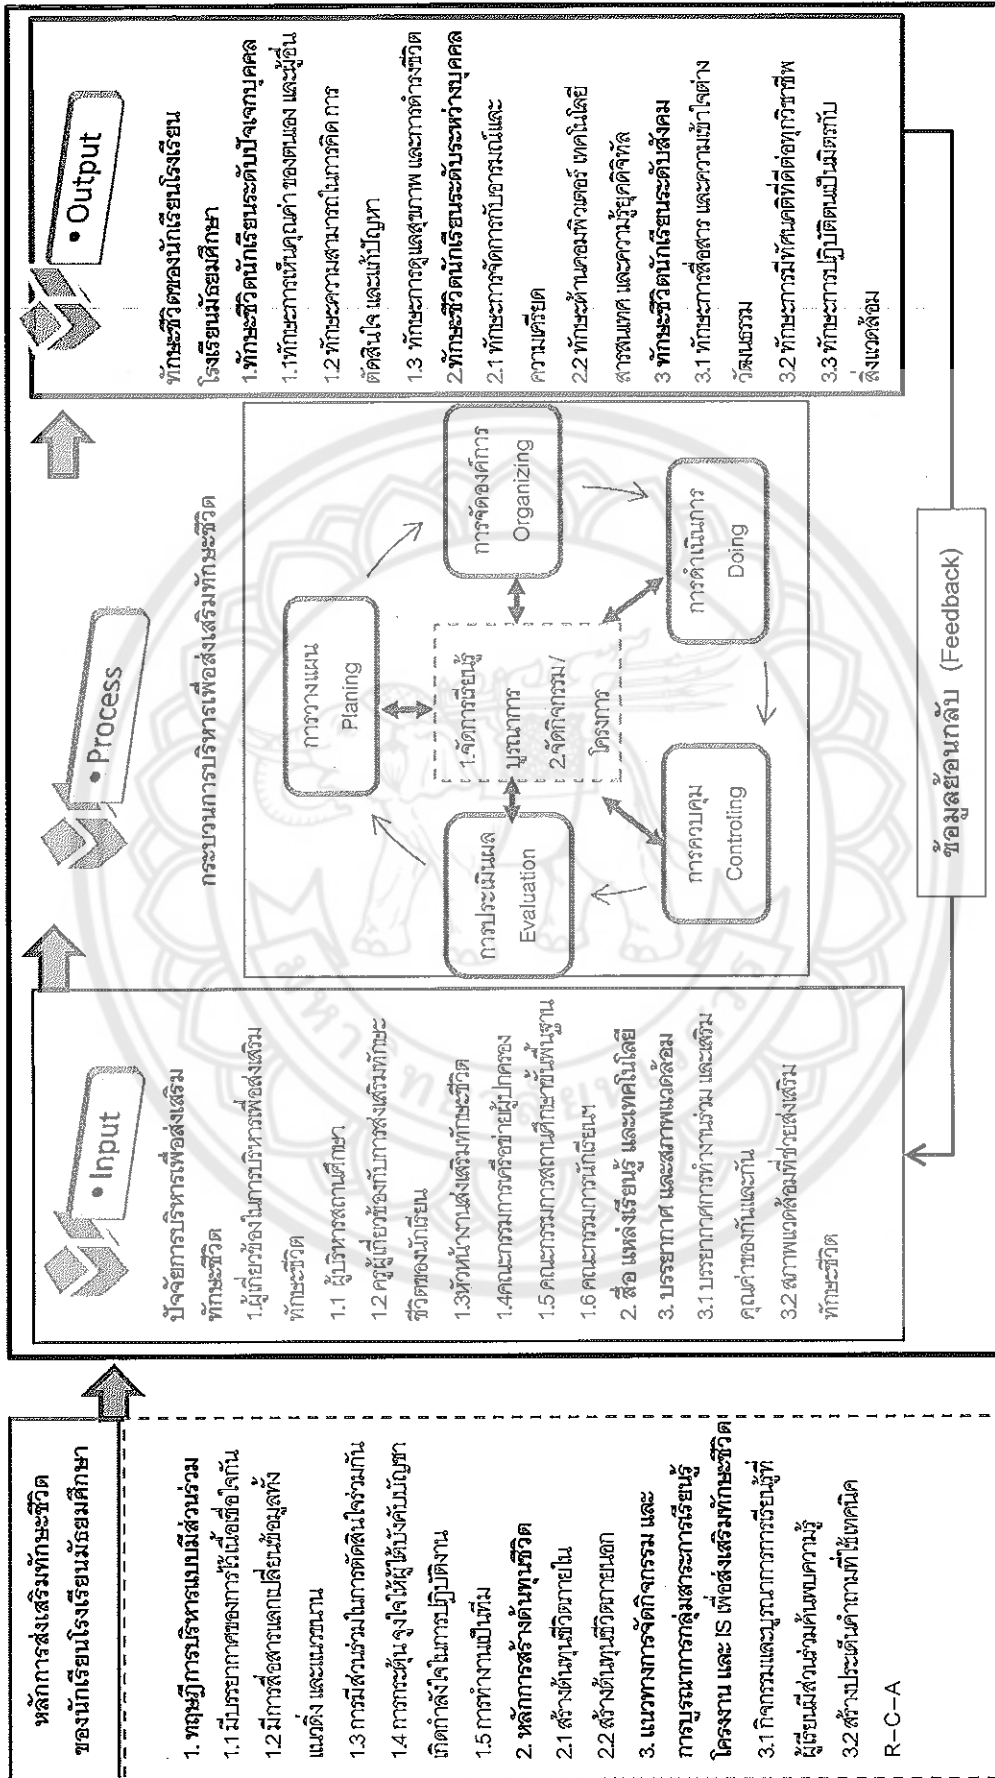 หลักการส่งเสริมทักษะชีวิต
ของนักเรียนโรงเรียนมัธยมศึกษา
1. ทฤษฎีการบริหารแบบมีส่วนร่วม
1.1 มีบรรยากาศของการไว้เนื้อเชื่อใจกัน
1.2 มีการสื่อสารแลกเปลี่ยนข้อมูลทั้ง
แนวดิ่ง และแนวขนาน
1.3 การมีส่วนร่วมในการตัดสินใจร่วมกัน
1.4 การกระตุ้น จูงใจให้ผู้ใต้บังคับบัญชา
เกิดกำลังใจในการปฏิบัติงาน
1.5 การทำงานเป็นทีม
2. หลักการสร้างต้นทุนชีวิต
2.1 สร้างต้นทุนชีวิตภายใน
2.2 สร้างต้นทุนชีวิตภายนอก
3. แนวทางการจัดกิจกรรม และ
การบูรณาการกลุ่มสาระการเรียนรู้
โครงงาน และ IS เพื่อส่งเสริมทักษะชีวิต
3.1 กิจกรรมและบูรณาการการเรียนรู้ที่
ผู้เรียนมีส่วนร่วมค้นพบความรู้
3.2 สร้างประเด็นคำถามที่ใช้เทคนิค
R-C-A
• Input
ปัจจัยการบริหารเพื่อส่งเสริม
ทักษะชีวิต
1.ผู้เกี่ยวข้องในการบริหารเพื่อส่งเสริม
ทักษะชีวิต
1.1 ผู้บริหารสถานศึกษา
1.2 ครูผู้เกี่ยวข้องกับการส่งเสริมทักษะ
ชีวิตของนักเรียน
1.3หัวหน้างานส่งเสริมทักษะชีวิต
1.4คณะกรรมการเครือข่ายผู้ปกครอง
1.5 คณะกรรมการสถานศึกษาขั้นพื้นฐาน
1.6 คณะกรรมการนักเรียนฯ
2. สื่อ แหล่งเรียนรู้ และเทคโนโลยี
3. บรรยากาศ และสภาพแวดล้อม
3.1 บรรยากาศการทำงานร่วม และเสริม
คุณค่าของกันและกัน
3.2 สภาพแวดล้อมที่ช่วยส่งเสริม
ทักษะชีวิต
• Process
กระบวนการบริหารเพื่อส่งเสริมทักษะชีวิต
การวางแผน
Planing
การจัดองค์การ
Organizing
การดำเนินการ
Doing
การควบคุม
Controling
การประเมินผล
Evaluation
1.จัดการเรียนรู้
บูรณาการ
2.จัดกิจกรรม/
โครงการ
• Output
ทักษะชีวิตของนักเรียนโรงเรียน
โรงเรียนมัธยมศึกษา
1.ทักษะชีวิตนักเรียนระดับปัจเจกบุคคล
1.1ทักษะการเห็นคุณค่า ของตนเอง และผู้อื่น
1.2 ทักษะความสามารถในการคิด การ
ตัดสินใจ และแก้ปัญหา
1.3 ทักษะการดูแลสุขภาพ และการดำรงชีวิต
2.ทักษะชีวิตนักเรียนระดับระหว่างบุคคล
2.1 ทักษะการจัดการกับอารมณ์และ
ความเครียด
2.2 ทักษะด้านคอมพิวเตอร์ เทคโนโลยี
สารสนเทศ และความรู้ยุคดิจิทัล
3 ทักษะชีวิตนักเรียนระดับสังคม
3.1 ทักษะการสื่อสาร และความเข้าใจต่าง
วัฒนธรรม
3.2 ทักษะการมีทัศนคติที่ดีต่อทุกวิชาชีพ
3.3 ทักษะการปฏิบัติตนเป็นมิตรกับ
สิ่งแวดล้อม
ข้อมูลย้อนกลับ (Feedback)